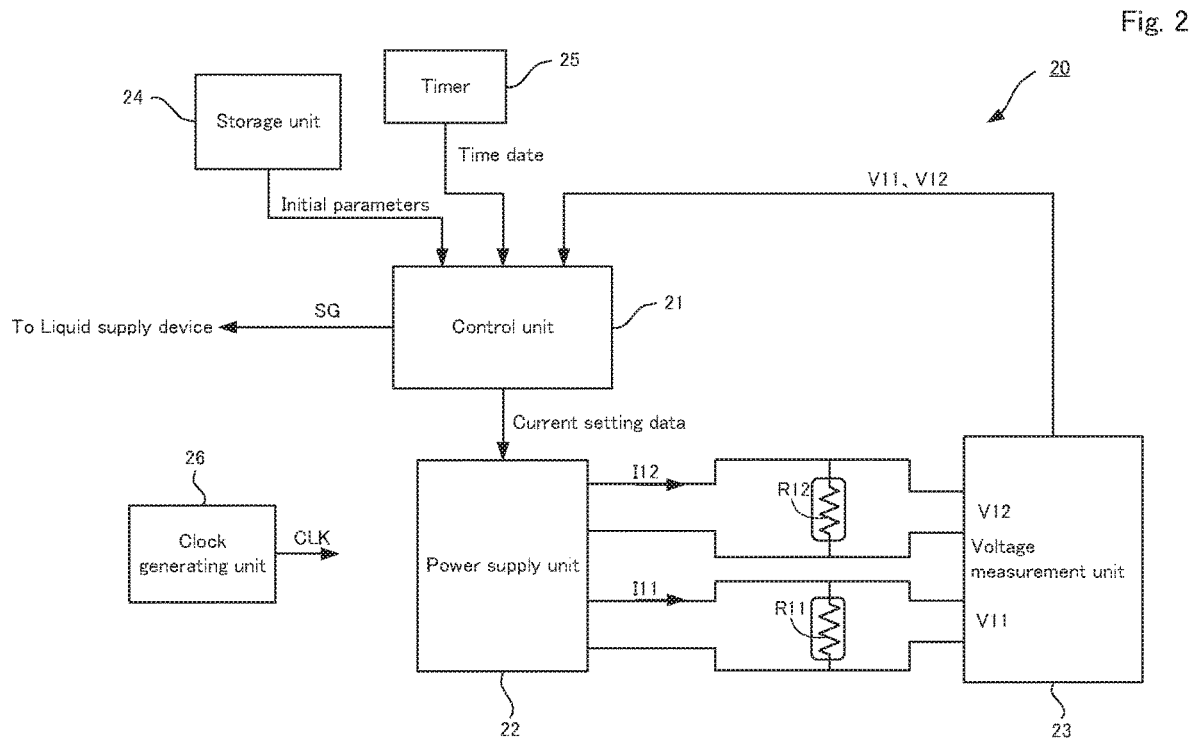 Fig. 2
20
25
Timer
24
Storage unit
Time date
V11、V12
Initial parameters
SG
21
To Liquid supply device
Control unit
Current setting data
26
I12
R12
V12
Clock
generating unit
CLK
Power supply unit
Voltage
measurement unit
I11
R11
V11
22
23